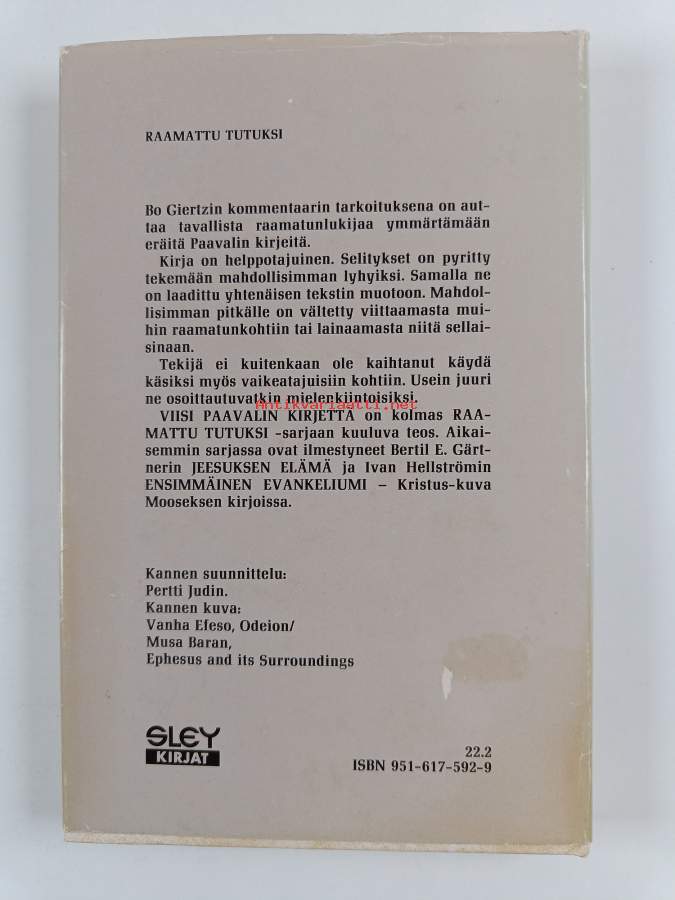 RAAMATTU TUTUKSI
Bo Giertzin kommentaarin tarkoituksena on aut-
taa tavallista raamatunlukijaa ymmärtämään
eräitä Paavalin kirjeitä.
Kirja on helppotajuinen. Selitykset on pyritty
tekemään mahdollisimman lyhyiksi. Samalla ne
on laadittu yhtenäisen tekstin muotoon. Mahdol-
lisimman pitkälle on vältetty viittaamasta mui-
hin raamatunkohtiin tai lainaamasta niitä sellai-
sinaan.
Tekijä ei kuitenkaan ole kaihtanut käydä
käsiksi myös vaikeatajuisiin kohtiin. Usein juuri
ne osoittautuvatkin mielenkiintoisiksi.
Antikvariaatti.net
VIISI PAAVALIN KIRJETTÄ on kolmas RAA-
MATTU TUTUKSI -sarjaan kuuluva teos. Aikai-
semmin sarjassa ovat ilmestyneet Bertil E. Gärt-
nerin JEESUKSEN ELÄMÄ ja Ivan Hellströmin
ENSIMMÄINEN EVANKELIUMI – Kristus-kuva
Mooseksen kirjoissa.
Kannen suunnittelu:
Pertti Judin.
Kannen kuva:
Vanha Efeso, Odeion/
Musa Baran,
Ephesus and its Surroundings
SLEY
KIRJAT
22.2
ISBN 951-617-592-9